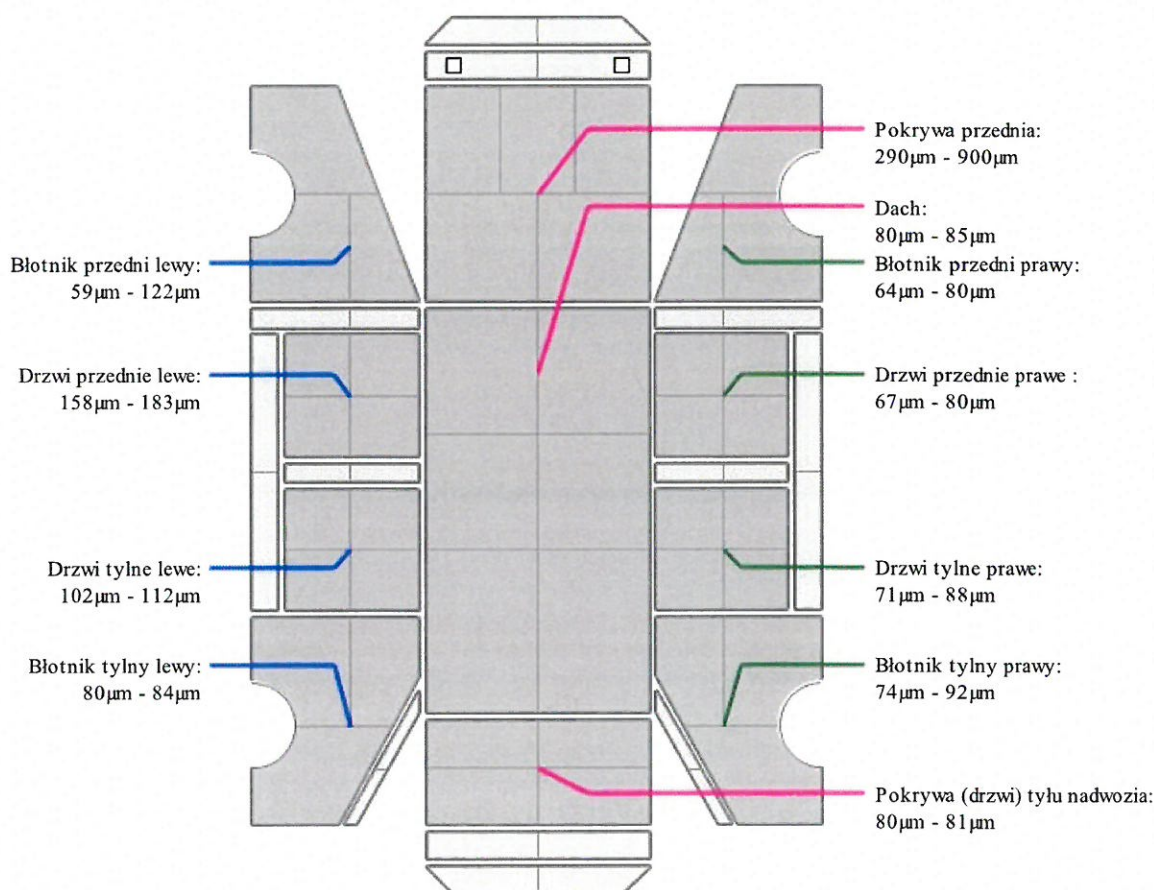 Pokrywa przednia:
290µm - 900µm
Dach:
80µm - 85µm
Błotnik przedni lewy:
59µm - 122µm
Błotnik przedni prawy:
64µm - 80µm
Drzwi przednie lewe:
158µm - 183µm
Drzwi przednie prawe :
67µm - 80µm
Drzwi tylne lewe:
102µm - 112µm
Drzwi tylne prawe:
71µm - 88µm
Błotnik tylny lewy:
80µm - 84µm
Błotnik tylny prawy:
74µm - 92µm
Pokrywa (drzwi) tyłu nadwozia:
80µm - 81µm